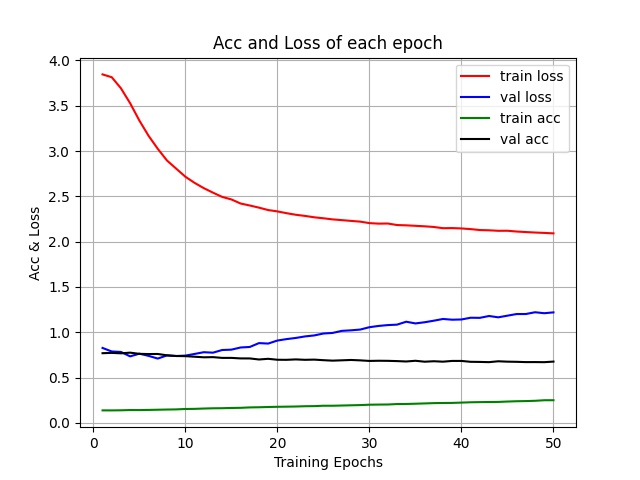 Acc and Loss of each epoch
4.0
3.5
3.0
2.5
2.0
1.5
1.0
0.5
0.0
Acc & Loss
train loss
val loss
train acc
val acc
0
10
20
30
40
50
Training Epochs